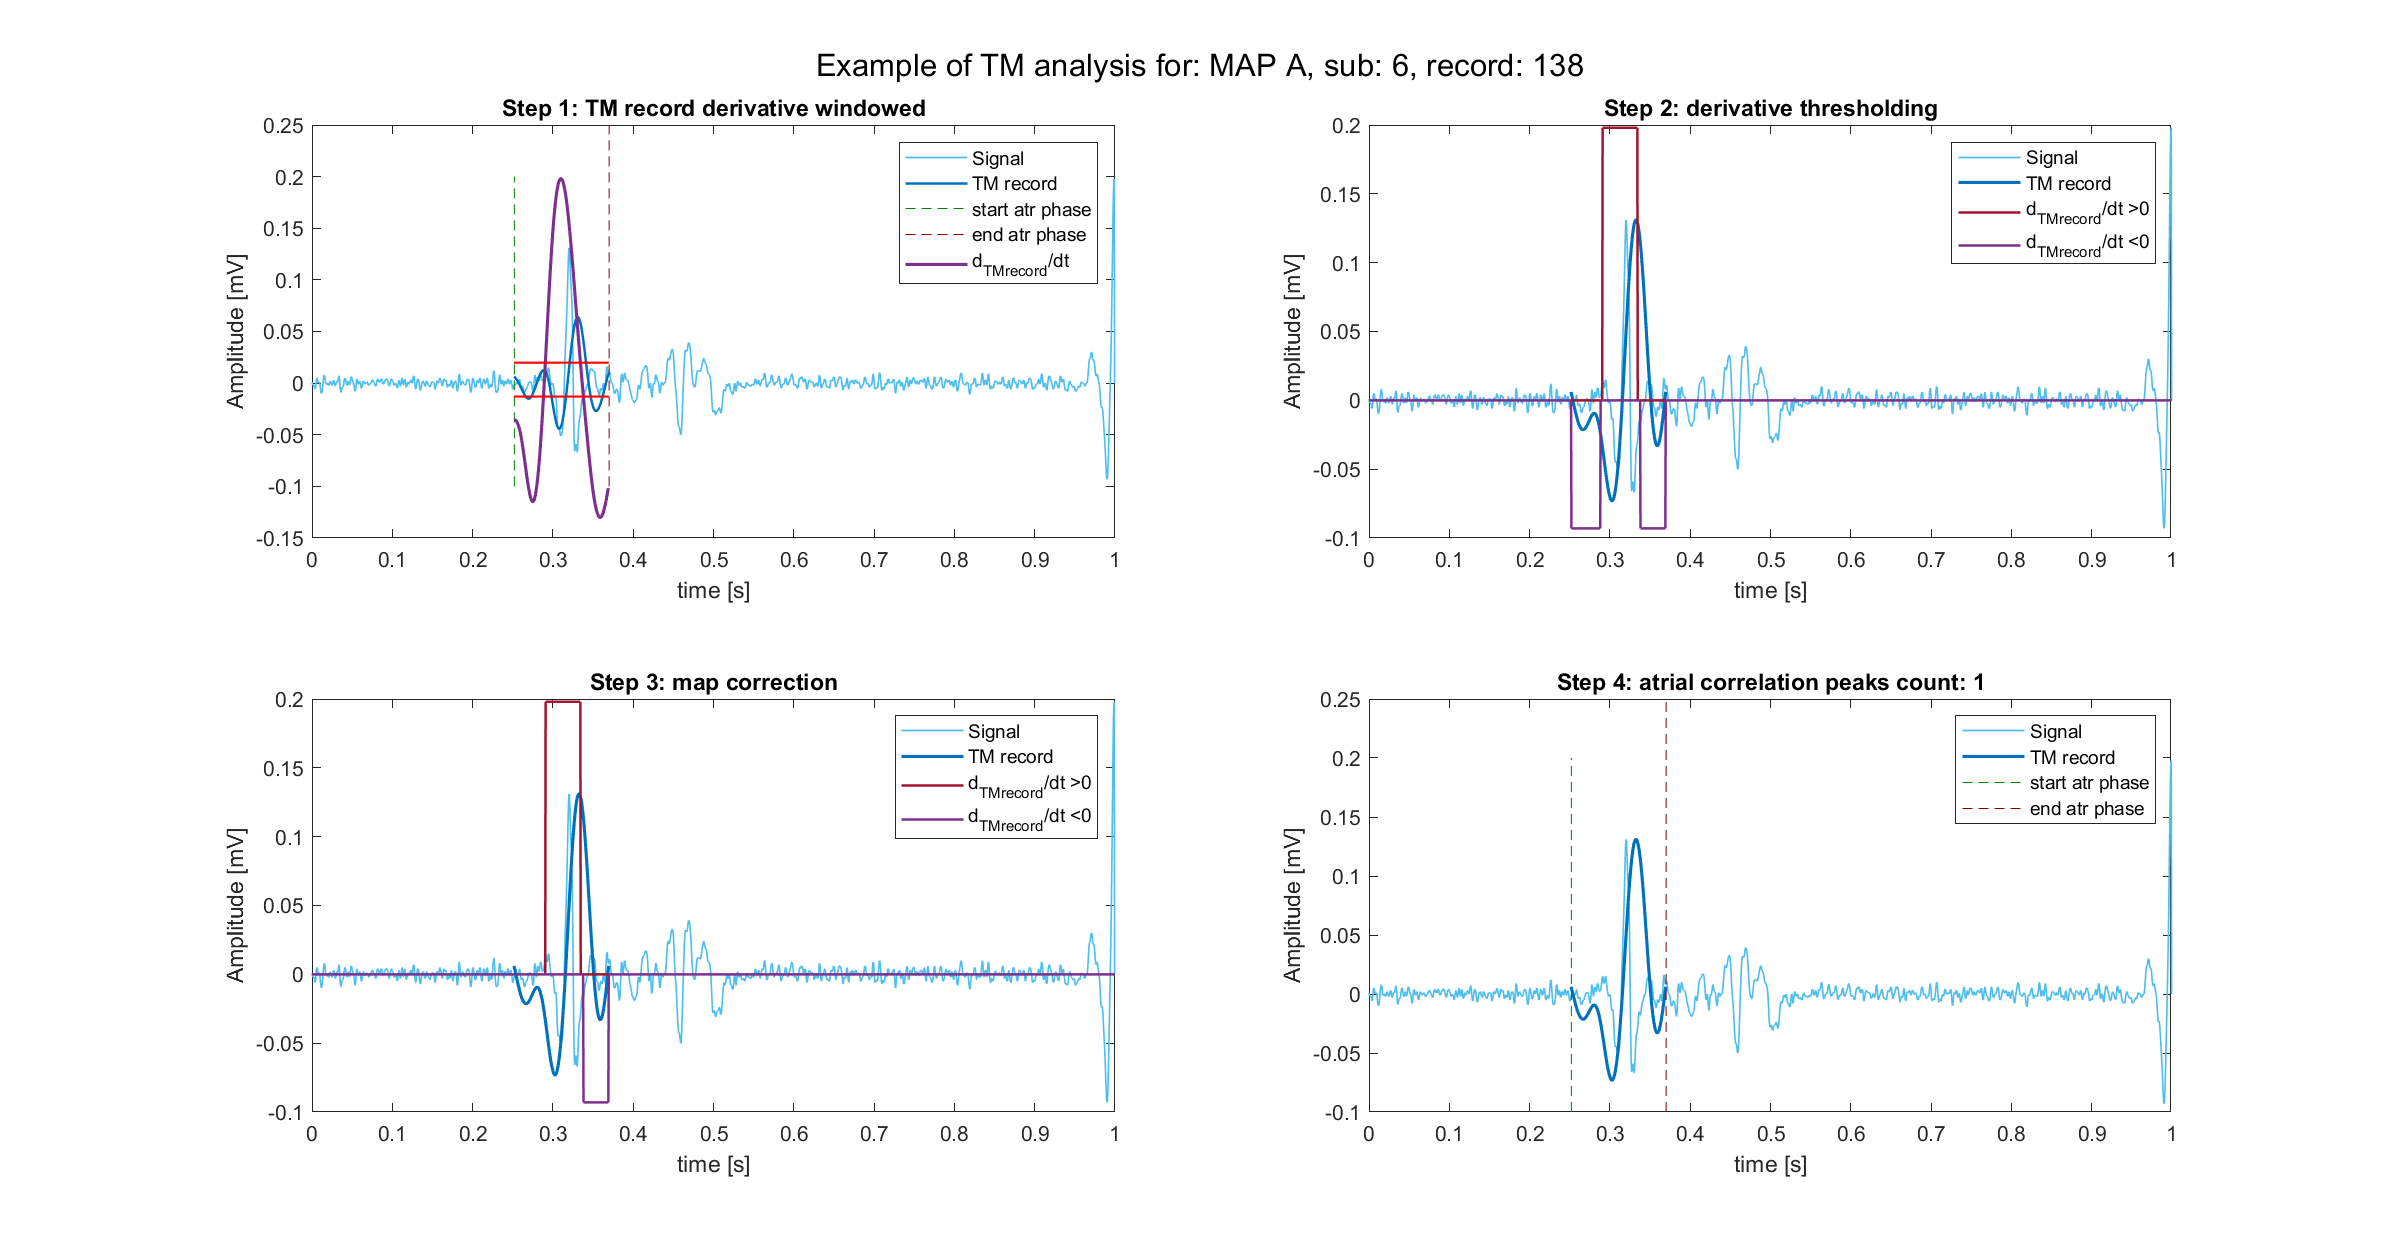 Example of TM analysis for: MAP A, sub: 6, record: 138
Step 1: TM record derivative windowed
0.25
0.2
0.15
0.1
0.05
0
-0.05
-0.1
-0.15
Amplitude [mV]
0 0.1 0.2 0.3 0.4 0.5 0.6 0.7 0.8 0.9 1
time [s]
Signal
TM record
start atr phase
end atr phase
dTMrecord/dt
Step 2: derivative thresholding
0.2
0.15
0.1
0.05
0
-0.05
-0.1
Amplitude [mV]
0 0.1 0.2 0.3 0.4 0.5 0.6 0.7 0.8 0.9 1
time [s]
Signal
TM record
dTMrecord/dt >0
dTMrecord/dt <0
Step 3: map correction
0.2
0.15
0.1
0.05
0
-0.05
-0.1
Amplitude [mV]
0 0.1 0.2 0.3 0.4 0.5 0.6 0.7 0.8 0.9 1
time [s]
Signal
TM record
dTMrecord/dt >0
dTMrecord/dt <0
Step 4: atrial correlation peaks count: 1
0.25
0.2
0.15
0.1
0.05
0
-0.05
-0.1
Amplitude [mV]
0 0.1 0.2 0.3 0.4 0.5 0.6 0.7 0.8 0.9 1
time [s]
Signal
TM record
start atr phase
end atr phase